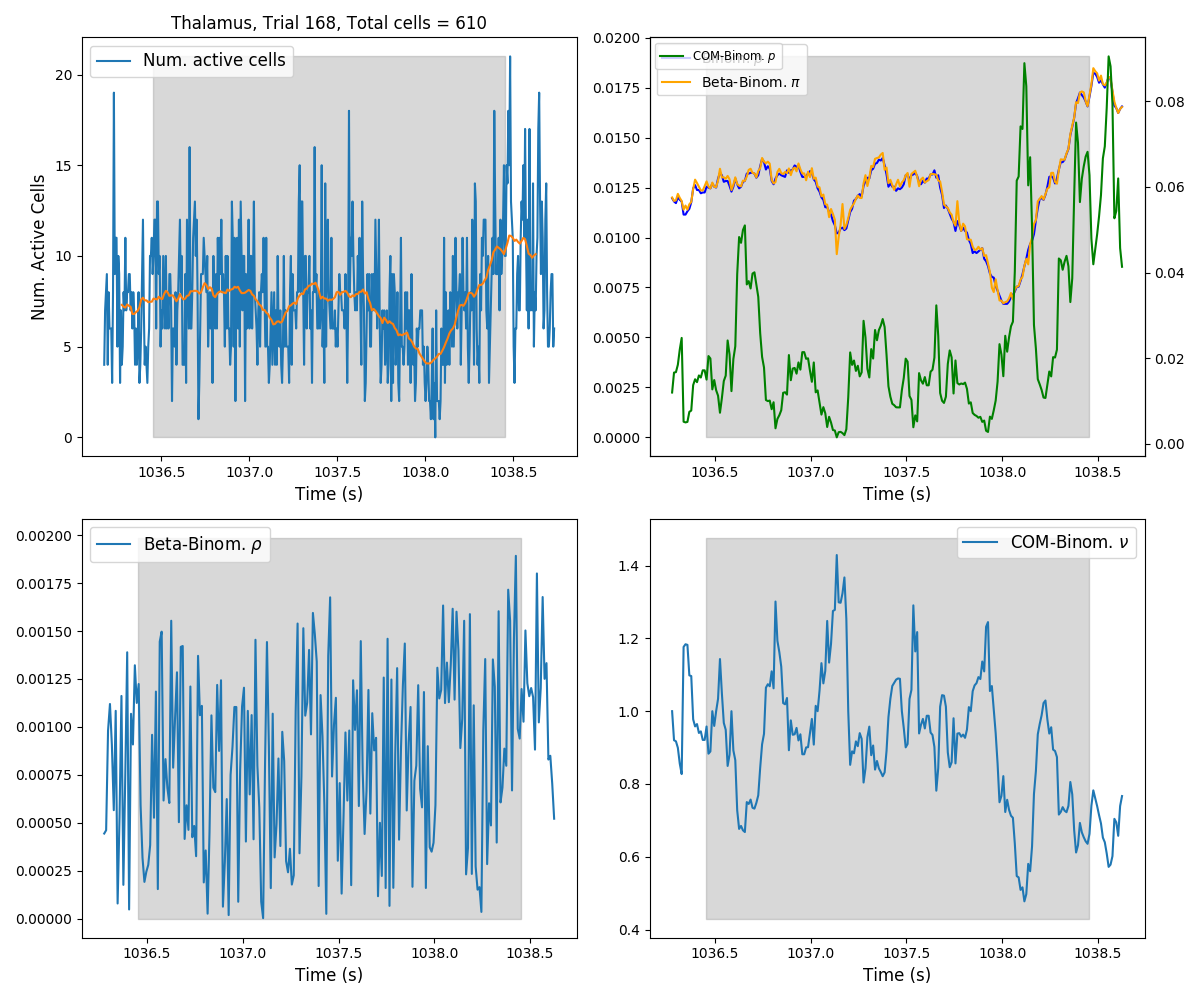 Thalamus, Trial 168, Total cells = 610
Num. active cells
Num. Active Cells
20
15
10
5
0
1036.5 1037.0 1037.5 1038.0 1038.5
Time (s)
COM-Binom. p
Beta-Binom. π
0.0200
0.0175
0.0150
0.0125
0.0100
0.0075
0.0050
0.0025
0.0000
0.08
0.06
0.04
0.02
0.00
1036.5 1037.0 1037.5 1038.0 1038.5
Time (s)
Beta-Binom. ρ
0.00200
0.00175
0.00150
0.00125
0.00100
0.00075
0.00050
0.00025
0.00000
1036.5 1037.0 1037.5 1038.0 1038.5
Time (s)
COM-Binom. ν
1.4
1.2
1.0
0.8
0.6
0.4
1036.5 1037.0 1037.5 1038.0 1038.5
Time (s)